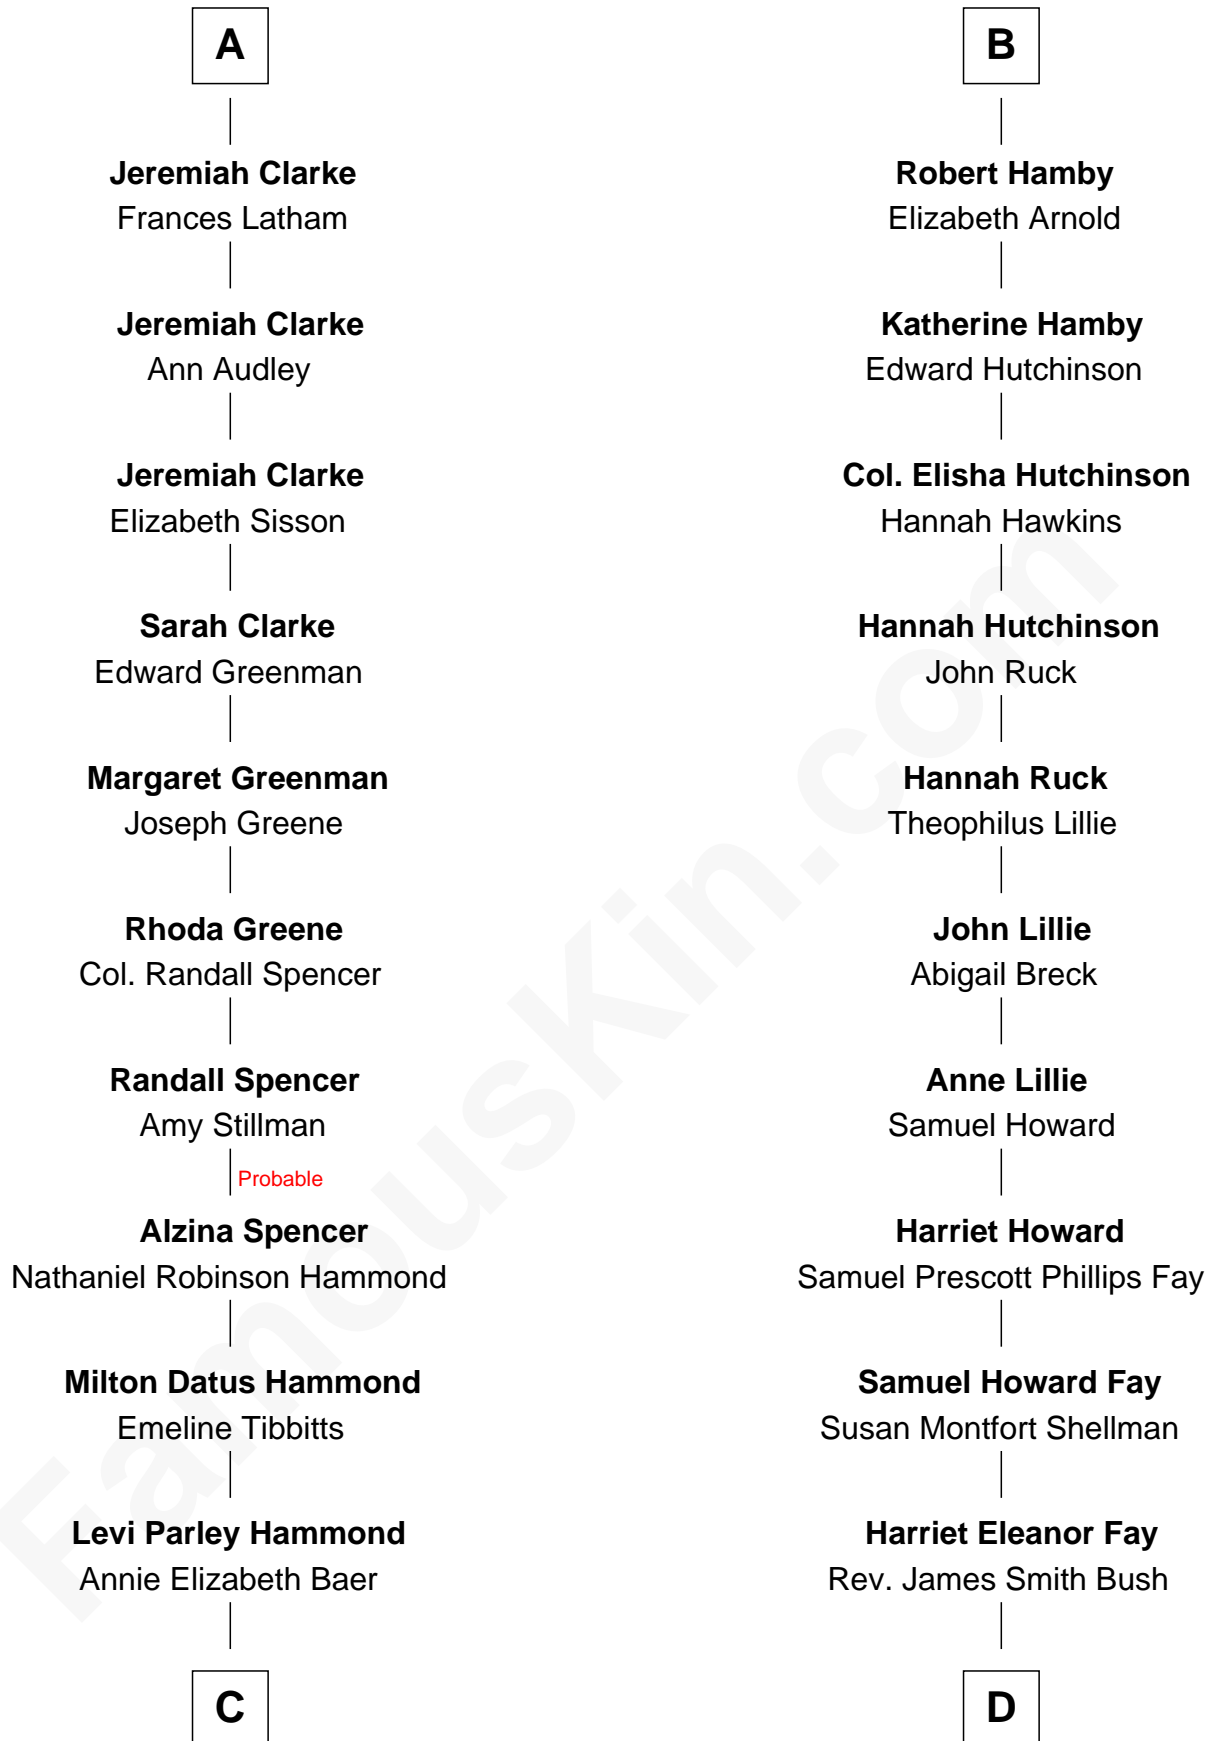 A
Jeremiah Clarke
Frances Latham
Jeremiah Clarke
Ann Audley
Jeremiah Clarke
Elizabeth Sisson
Sarah Clarke
Edward Greenman
Margaret Greenman
Joseph Greene
Rhoda Greene
Col. Randall Spencer
Randall Spencer
Amy Stillman
Probable
Alzina Spencer
Nathaniel Robinson Hammond
Milton Datus Hammond
Emeline Tibbitts
Levi Parley Hammond
Annie Elizabeth Baer
C
B
Robert Hamby
Elizabeth Arnold
Katherine Hamby
Edward Hutchinson
Col. Elisha Hutchinson
Hannah Hawkins
Hannah Hutchinson
John Ruck
Hannah Ruck
Theophilus Lillie
John Lillie
Abigail Breck
Anne Lillie
Samuel Howard
Harriet Howard
Samuel Prescott Phillips Fay
Samuel Howard Fay
Susan Montfort Shellman
Harriet Eleanor Fay
Rev. James Smith Bush
D
FamousKin.com